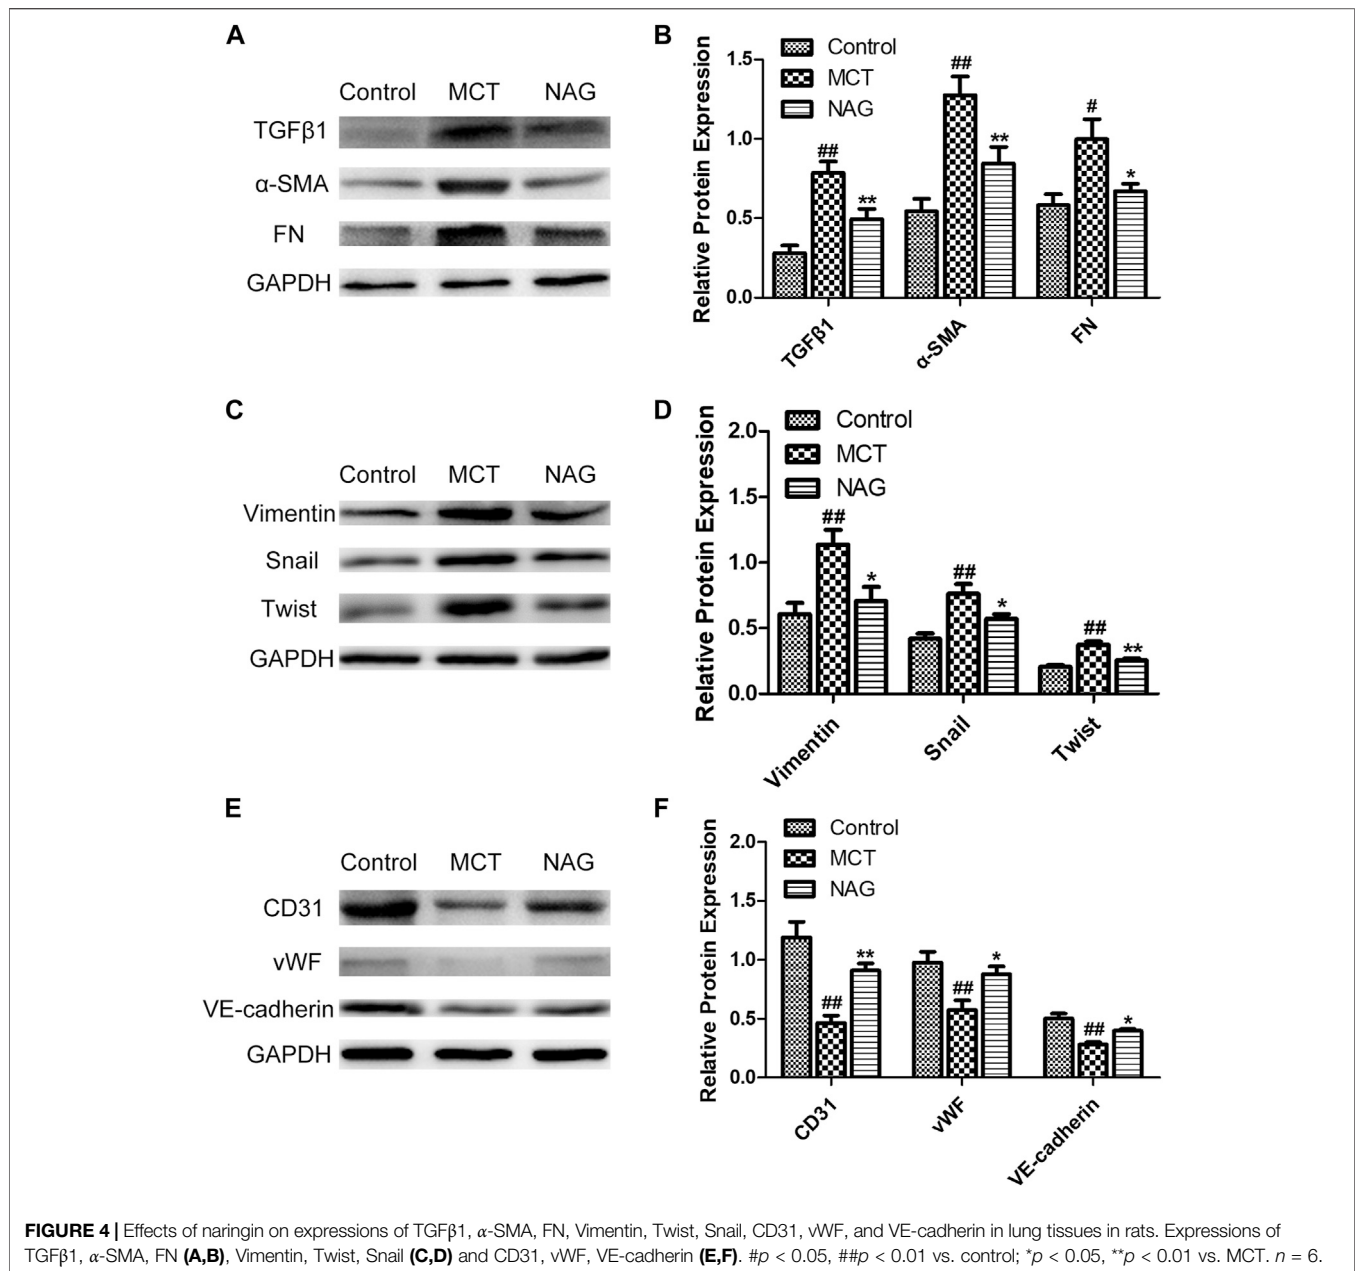 A
Control MCT NAG
TGFβ1
α-SMA
FN
GAPDH
B
Control
MCT
NAG
Relative Protein Expression
1.5
1.0
0.5
0.0
##
**
##
**
#
*
TGFβ1 α-SMA FN
C
Control MCT NAG
Vimentin
Snail
Twist
GAPDH
D
Control
MCT
NAG
Relative Protein Expression
2.0
1.5
1.0
0.5
0.0
##
*
##
*
##
**
Vimentin Snail Twist
E
Control MCT NAG
CD31
vWF
VE-cadherin
GAPDH
F
Control
MCT
NAG
Relative Protein Expression
2.0
1.5
1.0
0.5
0.0
##
**
##
*
##
*
CD31 vWF VE-cadherin
FIGURE 4 | Effects of naringin on expressions of TGFβ1, α-SMA, FN, Vimentin, Twist, Snail, CD31, vWF, and VE-cadherin in lung tissues in rats. Expressions of
TGFβ1, α-SMA, FN (A,B), Vimentin, Twist, Snail (C,D) and CD31, vWF, VE-cadherin (E,F). #p < 0.05, ##p < 0.01 vs. control; *p < 0.05, **p < 0.01 vs. MCT. n = 6.